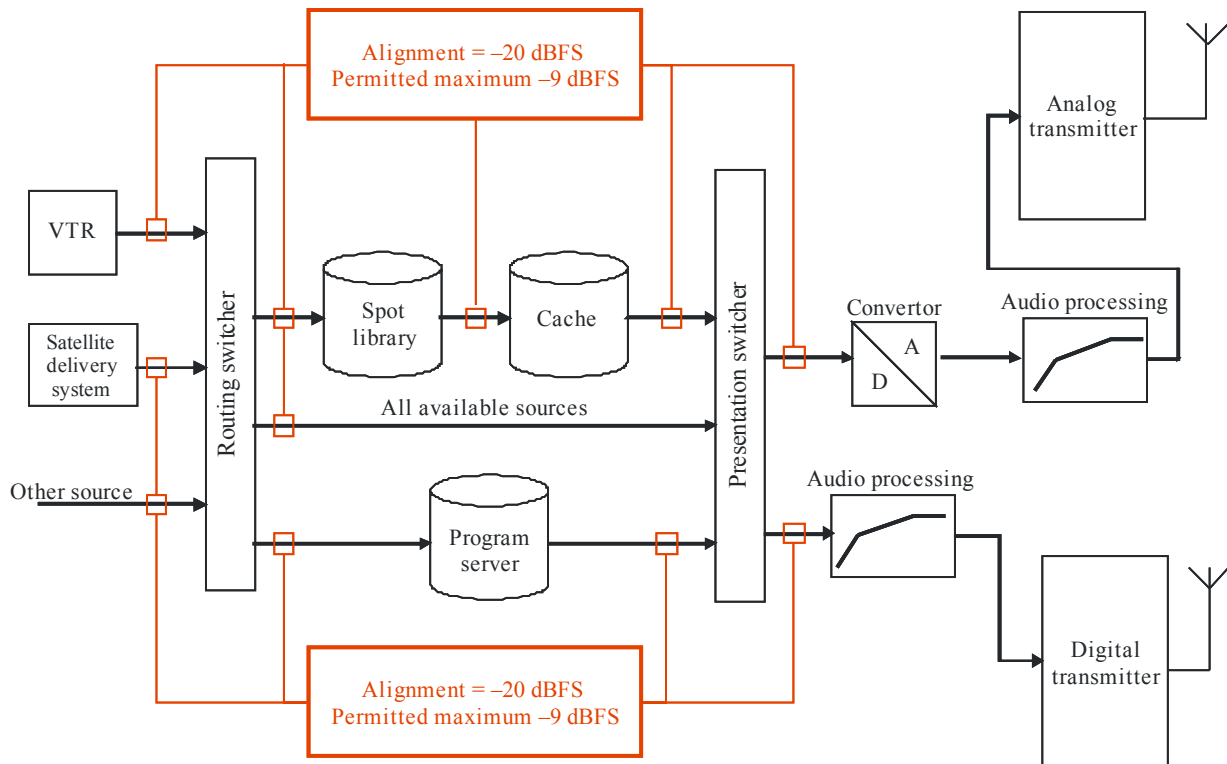 Alignment = –20 dBFS
Permitted maximum –9 dBFS
Analog
transmitter
VTR
Routing switcher
Spot
library
Cache
Presentation switcher
Convertor
A
D
Audio processing
Satellite
delivery
system
All available sources
Other source
Audio processing
Program
server
Digital
transmitter
Alignment = –20 dBFS
Permitted maximum –9 dBFS